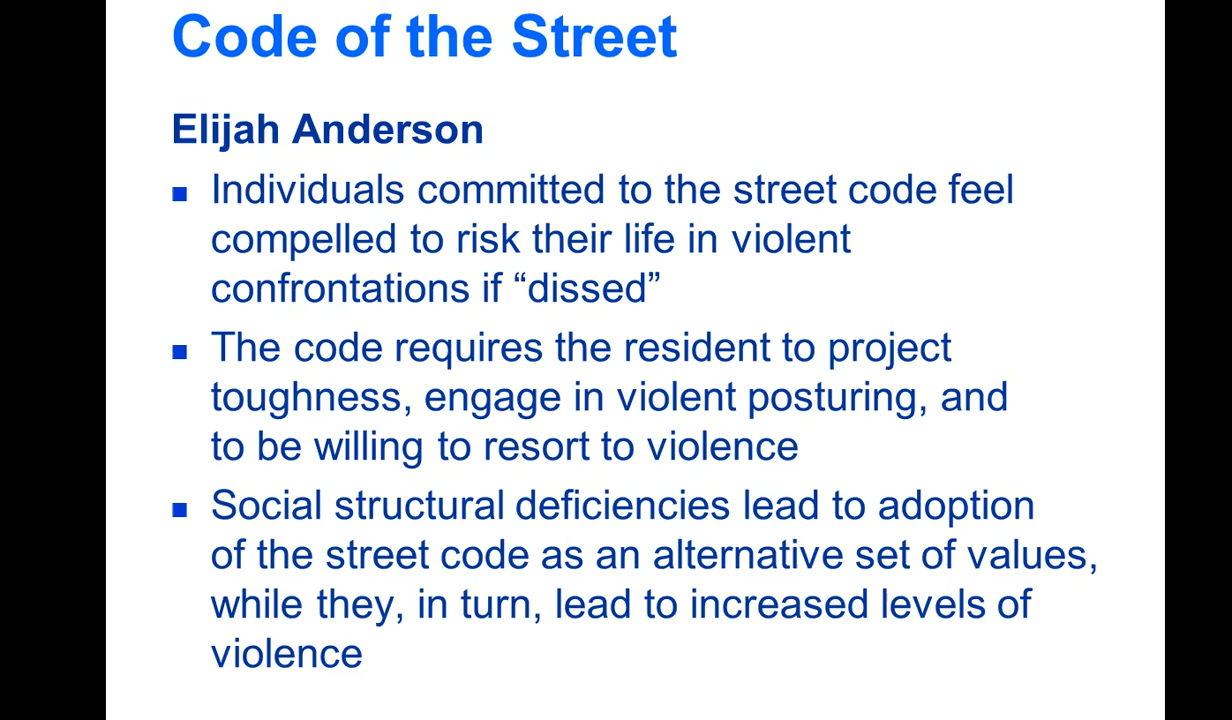 Code of the Street
Elijah Anderson
■ Individuals committed to the street code feel
compelled to risk their life in violent
confrontations if “dissed”
■ The code requires the resident to project
toughness, engage in violent posturing, and
to be willing to resort to violence
■ Social structural deficiencies lead to adoption
of the street code as an alternative set of values,
while they, in turn, lead to increased levels of
violence